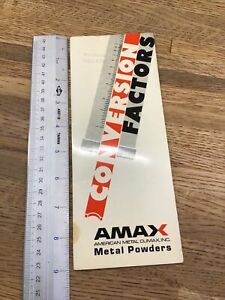 CONVERSION
FACTORS
AMAX
AMERICAN METAL CLIMAX, INC.
Metal Powders